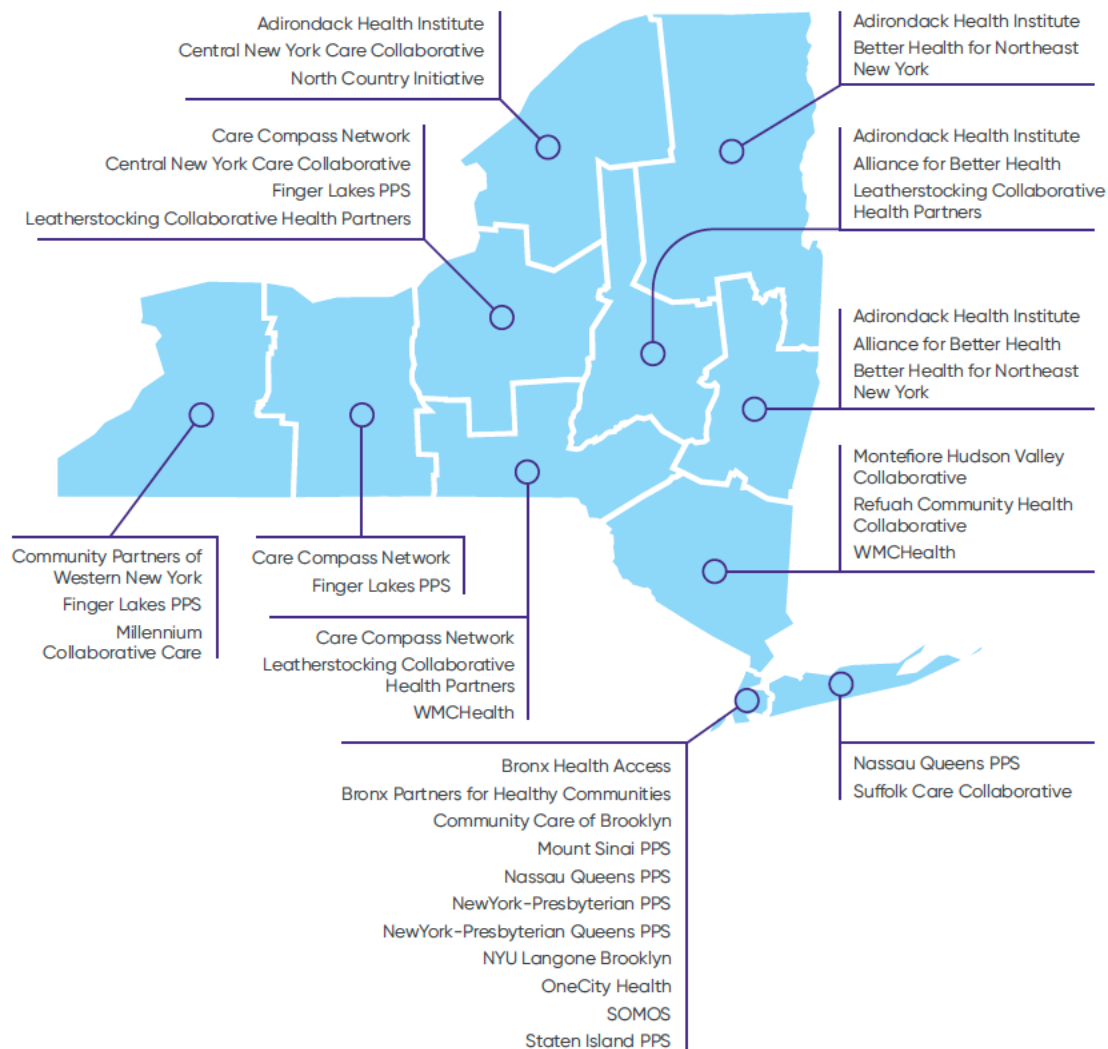 Adirondack Health Institute
Central New York Care Collaborative
North Country Initiative
Adirondack Health Institute
Better Health for Northeast
New York
Care Compass Network
Central New York Care Collaborative
Finger Lakes PPS
Leatherstocking Collaborative Health Partners
Adirondack Health Institute
Alliance for Better Health
Leatherstocking Collaborative
Health Partners
Adirondack Health Institute
Alliance for Better Health
Better Health for Northeast
New York
Montefiore Hudson Valley
Collaborative
Refuah Community Health
Collaborative
WMCHealth
Community Partners of
Western New York
Finger Lakes PPS
Millennium
Collaborative Care
Care Compass Network
Finger Lakes PPS
Care Compass Network
Leatherstocking Collaborative
Health Partners
WMCHealth
Bronx Health Access
Bronx Partners for Healthy Communities
Community Care of Brooklyn
Mount Sinai PPS
Nassau Queens PPS
NewYork-Presbyterian PPS
NewYork-Presbyterian Queens PPS
NYU Langone Brooklyn
OneCity Health
SOMOS
Staten Island PPS
Nassau Queens PPS
Suffolk Care Collaborative